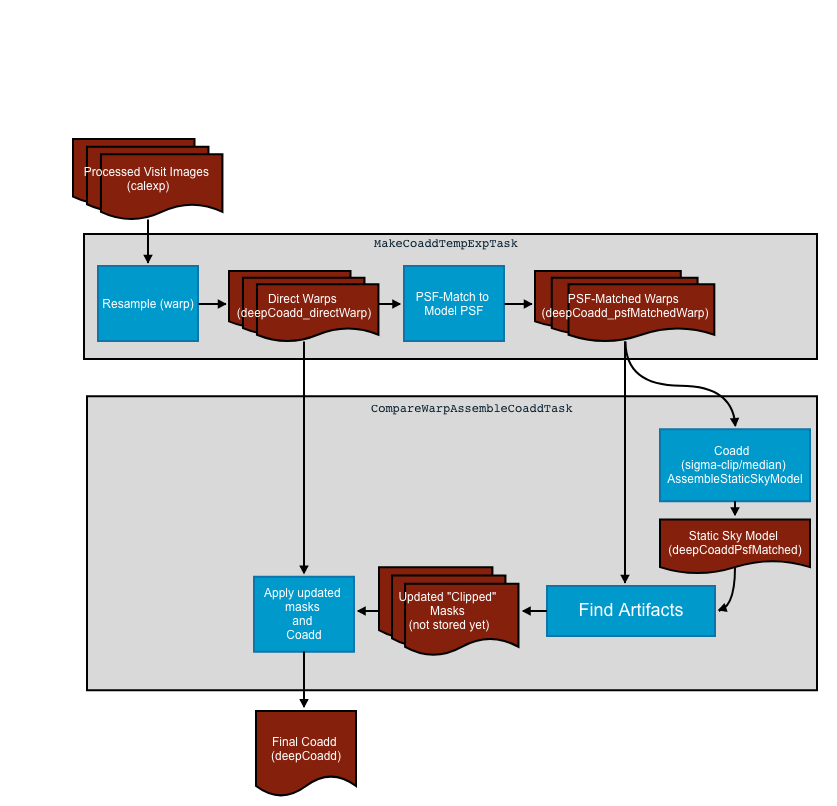 Processed Visit Images
(calexp)
MakeCoaddTempExpTask
Resample (warp)
Direct Warps
(deepCoadd_directWarp)
PSF-Match to
Model PSF
PSF-Matched Warps
(deepCoadd_psfMatchedWarp)
CompareWarpAssembleCoaddTask
Coadd
(sigma-clip/median)
AssembleStaticSkyModel
Static Sky Model
(deepCoaddPsfMatched)
Find Artifacts
Updated "Clipped"
Masks
(not stored yet)
Apply updated
masks
and
Coadd
Final Coadd
(deepCoadd)